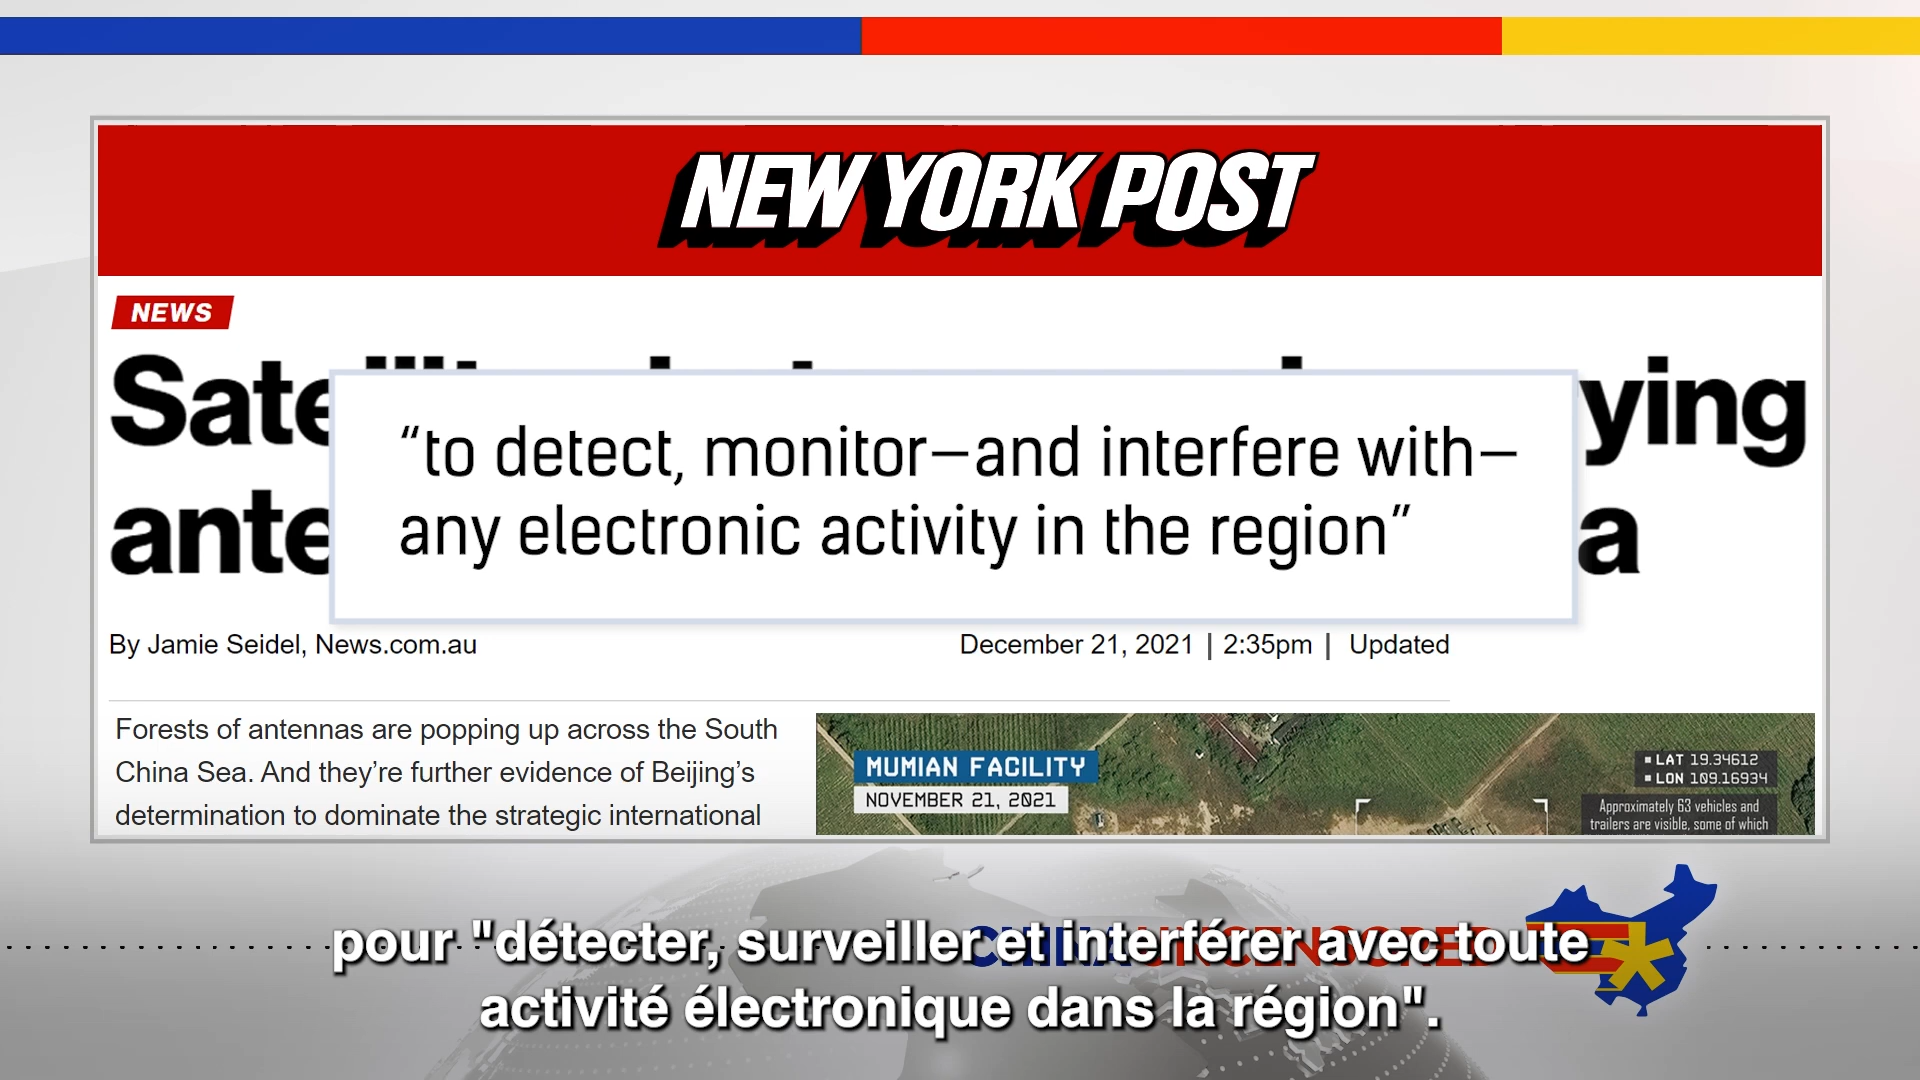 NEW YORK POST
NEWS
ying
“to detect, monitor—and interfere with—
any electronic activity in the region”
a
By Jamie Seidel, News.com.au
December 21, 2021 | 2:35pm | Updated
Forests of antennas are popping up across the South
China Sea. And they’re further evidence of Beijing’s
determination to dominate the strategic international
MUMIAN FACILITY
NOVEMBER 21, 2021
LAT 19.34612
LON 109.16934
Approximately 63 vehicles and
trailers are visible, some of which
CHINA UNCENSORED
pour "détecter, surveiller et interférer avec toute
activité électronique dans la région".